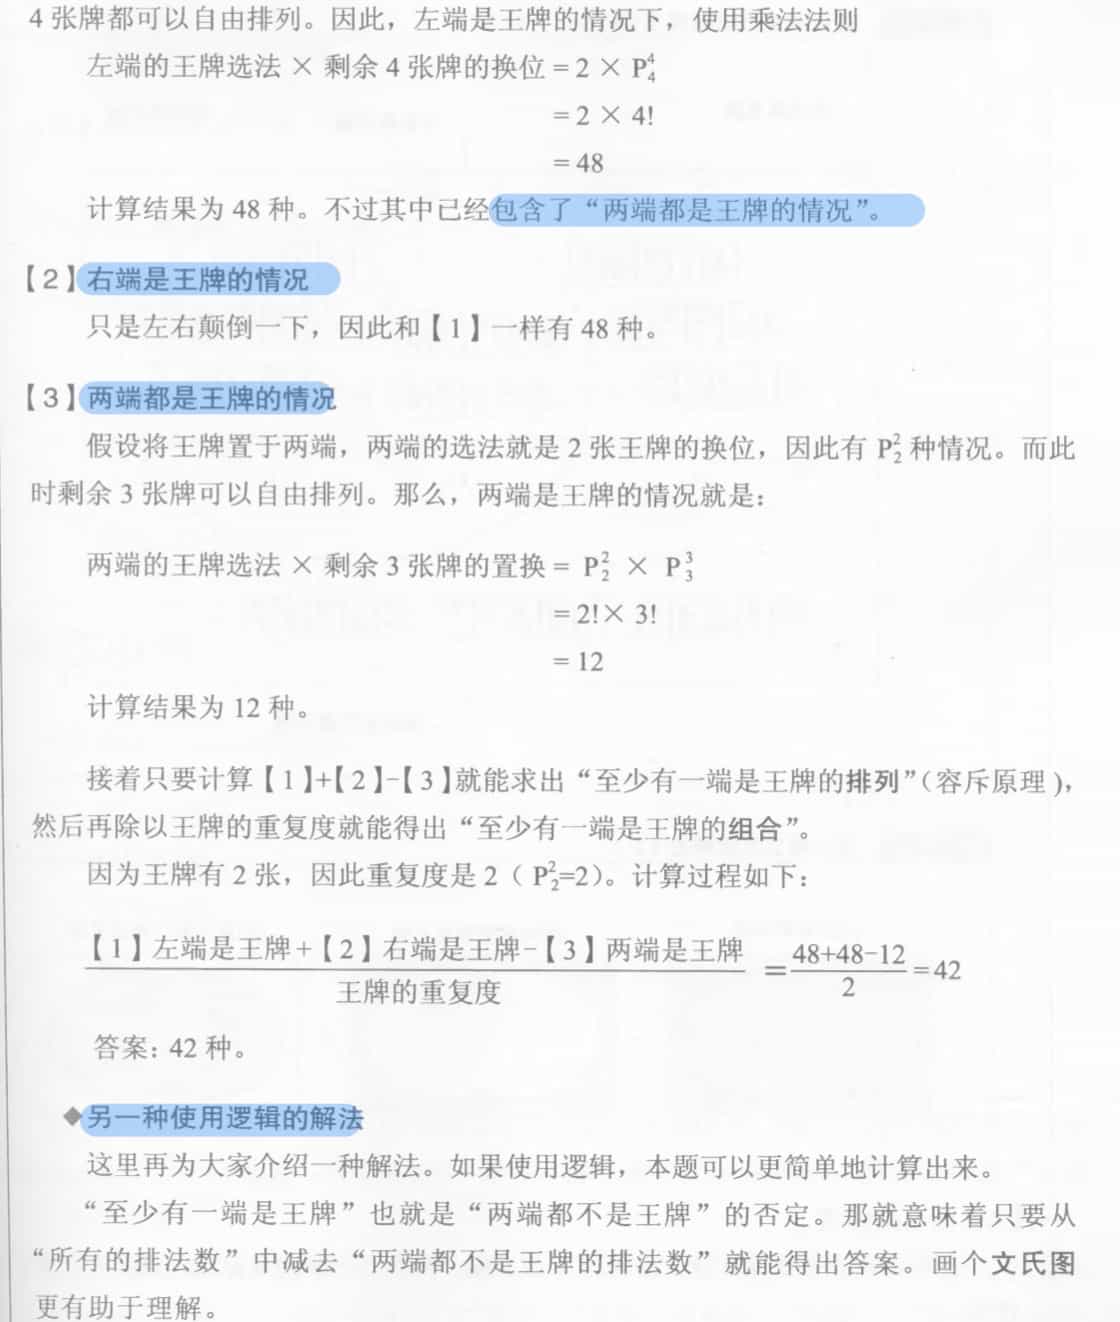 4 张牌都可以自由排列。因此，左端是王牌的情况下，使用乘法法则
左端的王牌选法 × 剩余 4 张牌的换位 = 2 × P₄⁴
= 2 × 4!
= 48
计算结果为 48 种。不过其中已经包含了“两端都是王牌的情况”。
【2】右端是王牌的情况
只是左右颠倒一下，因此和【1】一样有 48 种。
【3】两端都是王牌的情况
假设将王牌置于两端，两端的选法就是 2 张王牌的换位，因此有 P₂² 种情况。而此
时剩余 3 张牌可以自由排列。那么，两端是王牌的情况就是：
两端的王牌选法 × 剩余 3 张牌的置换 = P₂² × P₃³
= 2!× 3!
= 12
计算结果为 12 种。
接着只要计算【1】+【2】-【3】就能求出“至少有一端是王牌的排列”（容斥原理），
然后再除以王牌的重复度就能得出“至少有一端是王牌的组合”。
因为王牌有 2 张，因此重复度是 2（ P₂²=2）。计算过程如下：
【1】左端是王牌+【2】右端是王牌-【3】两端是王牌 = 48+48-12 = 42
王牌的重复度 2
答案：42 种。
◆另一种使用逻辑的解法
这里再为大家介绍一种解法。如果使用逻辑，本题可以更简单地计算出来。
“至少有一端是王牌”也就是“两端都不是王牌”的否定。那就意味着只要从
“所有的排法数”中减去“两端都不是王牌的排法数”就能得出答案。画个文氏图
更有助于理解。